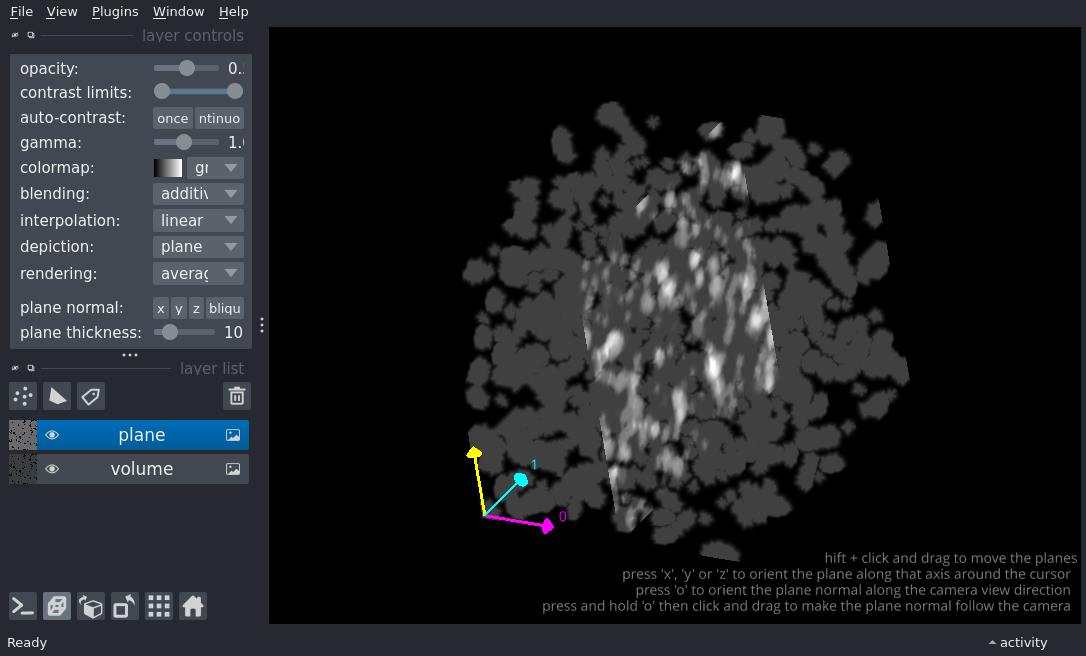 File View Plugins Window Help
layer controls
opacity: 0.
contrast limits:
auto-contrast: once ntinuo
gamma: 1.
colormap: gr
blending: additiv
interpolation: linear
depiction: plane
rendering: averag
plane normal: x y z bliqu
plane thickness: 10
layer list
plane
volume
1
0
hift + click and drag to move the planes
press 'x', 'y' or 'z' to orient the plane along that axis around the cursor
press 'o' to orient the plane normal along the camera view direction
press and hold 'o' then click and drag to make the plane normal follow the camera
Ready
activity